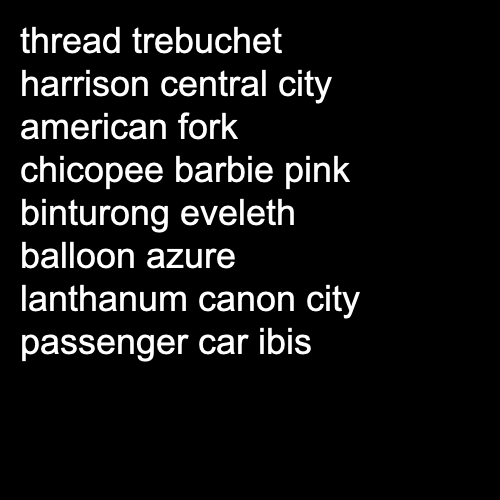 thread trebuchet
harrison central city
american fork
chicopee barbie pink
binturong eveleth
balloon azure
lanthanum canon city
passenger car ibis